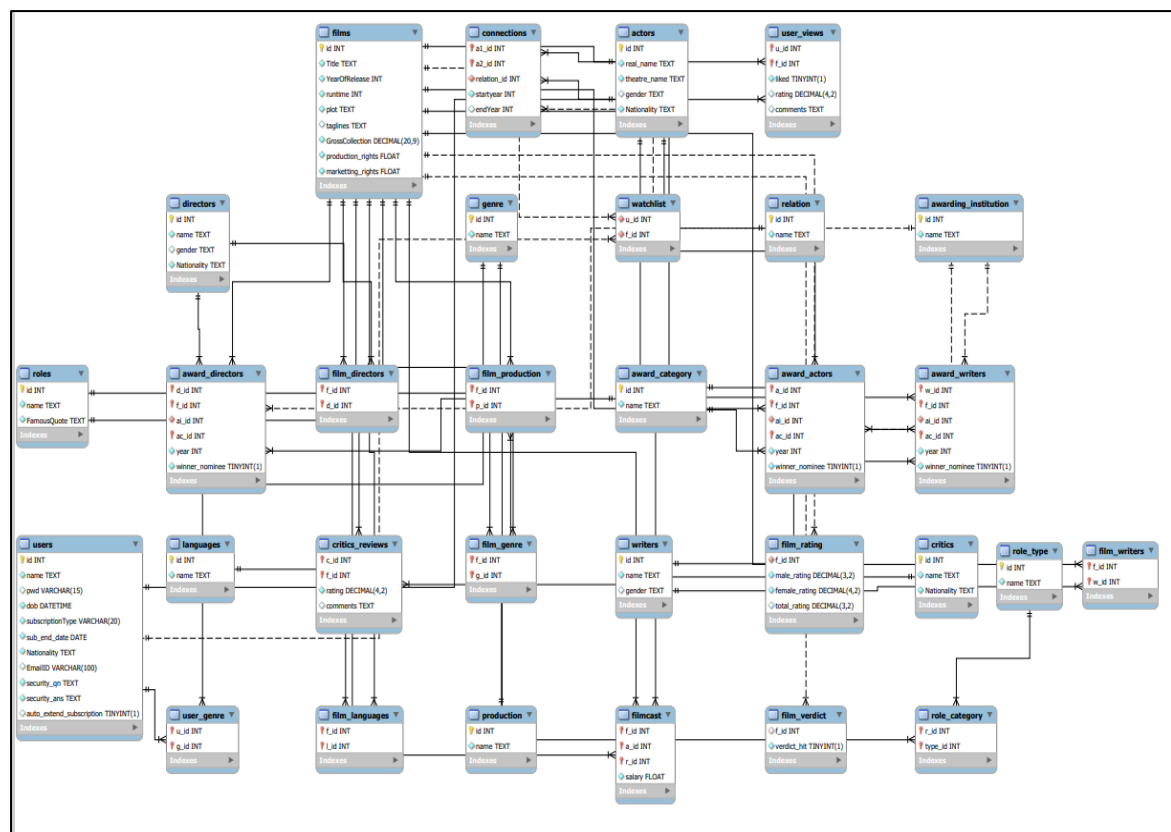 films
id INT
Title TEXT
YearOfRelease INT
runtime INT
plot TEXT
taglines TEXT
GrossCollection DECIMAL(20,9)
production_rights FLOAT
marketting_rights FLOAT
Indexes
connections
a1_id INT
a2_id INT
relation_id INT
startyear INT
endYear INT
Indexes
actors
id INT
real_name TEXT
theatre_name TEXT
gender TEXT
Nationality TEXT
Indexes
user_views
u_id INT
f_id INT
liked TINYINT(1)
rating DECIMAL(4,2)
comments TEXT
Indexes
directors
id INT
name TEXT
gender TEXT
Nationality TEXT
Indexes
genre
id INT
name TEXT
Indexes
watchlist
u_id INT
f_id INT
Indexes
relation
id INT
name TEXT
Indexes
awarding_institution
id INT
name TEXT
Indexes
roles
id INT
name TEXT
FamousQuote TEXT
Indexes
award_directors
d_id INT
f_id INT
ai_id INT
ac_id INT
year INT
winner_nominee TINYINT(1)
Indexes
film_directors
f_id INT
d_id INT
Indexes
film_production
f_id INT
p_id INT
Indexes
award_category
id INT
name TEXT
Indexes
award_actors
a_id INT
f_id INT
ai_id INT
ac_id INT
year INT
winner_nominee TINYINT(1)
Indexes
award_writers
w_id INT
f_id INT
ai_id INT
ac_id INT
year INT
winner_nominee TINYINT(1)
Indexes
users
id INT
name TEXT
pwd VARCHAR(15)
dob DATETIME
subscriptionType VARCHAR(20)
sub_end_date DATE
Nationality TEXT
EmailID VARCHAR(100)
security_qn TEXT
security_ans TEXT
auto_extend_subscription TINYINT(1)
Indexes
languages
id INT
name TEXT
Indexes
critics_reviews
c_id INT
f_id INT
rating DECIMAL(4,2)
comments TEXT
Indexes
film_genre
f_id INT
g_id INT
Indexes
writers
id INT
name TEXT
gender TEXT
Indexes
film_rating
f_id INT
male_rating DECIMAL(3,2)
female_rating DECIMAL(4,2)
total_rating DECIMAL(3,2)
Indexes
critics
id INT
name TEXT
Nationality TEXT
Indexes
role_type
id INT
name TEXT
Indexes
film_writers
f_id INT
w_id INT
Indexes
user_genre
u_id INT
g_id INT
Indexes
film_languages
f_id INT
l_id INT
Indexes
production
id INT
name TEXT
Indexes
filmcast
f_id INT
a_id INT
r_id INT
salary FLOAT
Indexes
film_verdict
f_id INT
verdict_hit TINYINT(1)
Indexes
role_category
r_id INT
type_id INT
Indexes